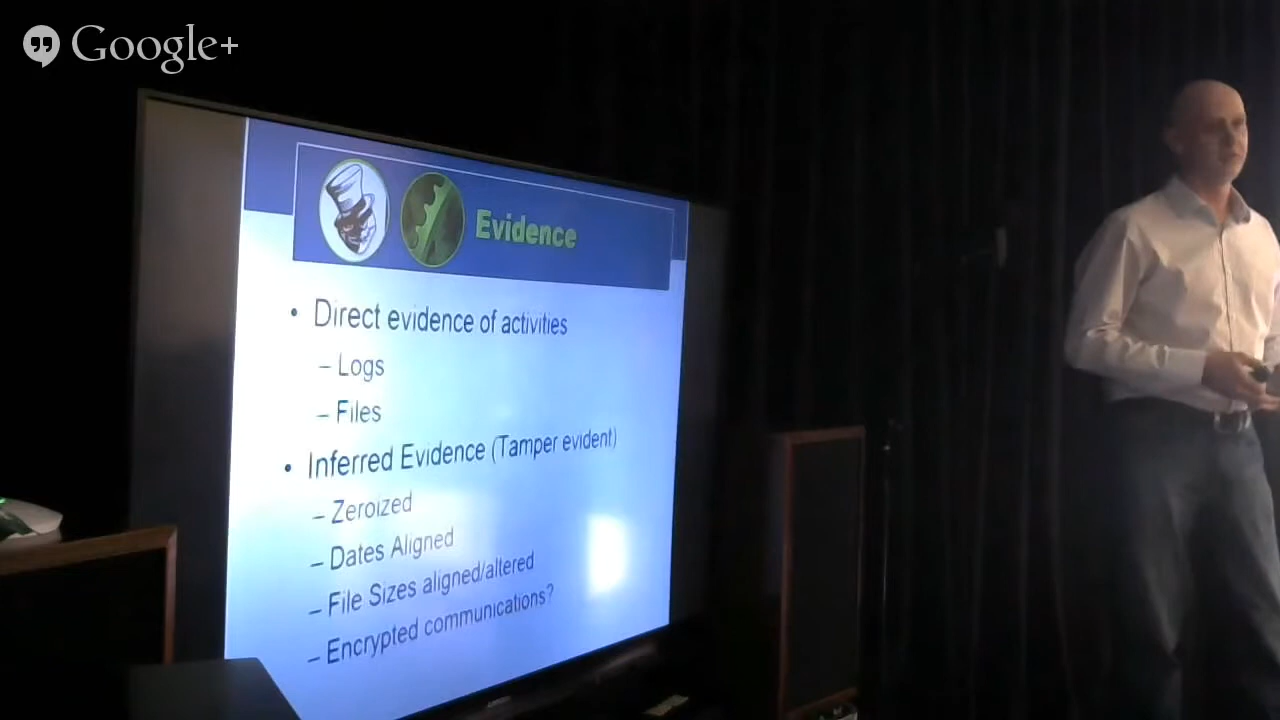 Google+
Evidence
• Direct evidence of activities
– Logs
– Files
• Inferred Evidence (Tamper evident)
– Zeroized
– Dates Aligned
– File Sizes aligned/altered
– Encrypted communications?